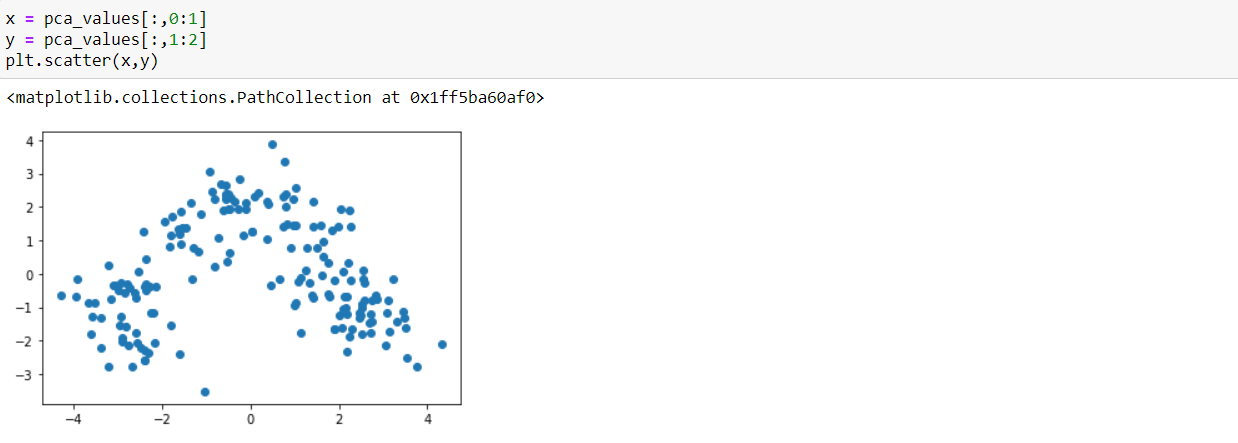 x = pca_values[:,0:1]
y = pca_values[:,1:2]
plt.scatter(x,y)
<matplotlib.collections.PathCollection at 0x1ff5ba60af0>
4
3
2
1
0
−1
−2
−3
−4 −2 0 2 4